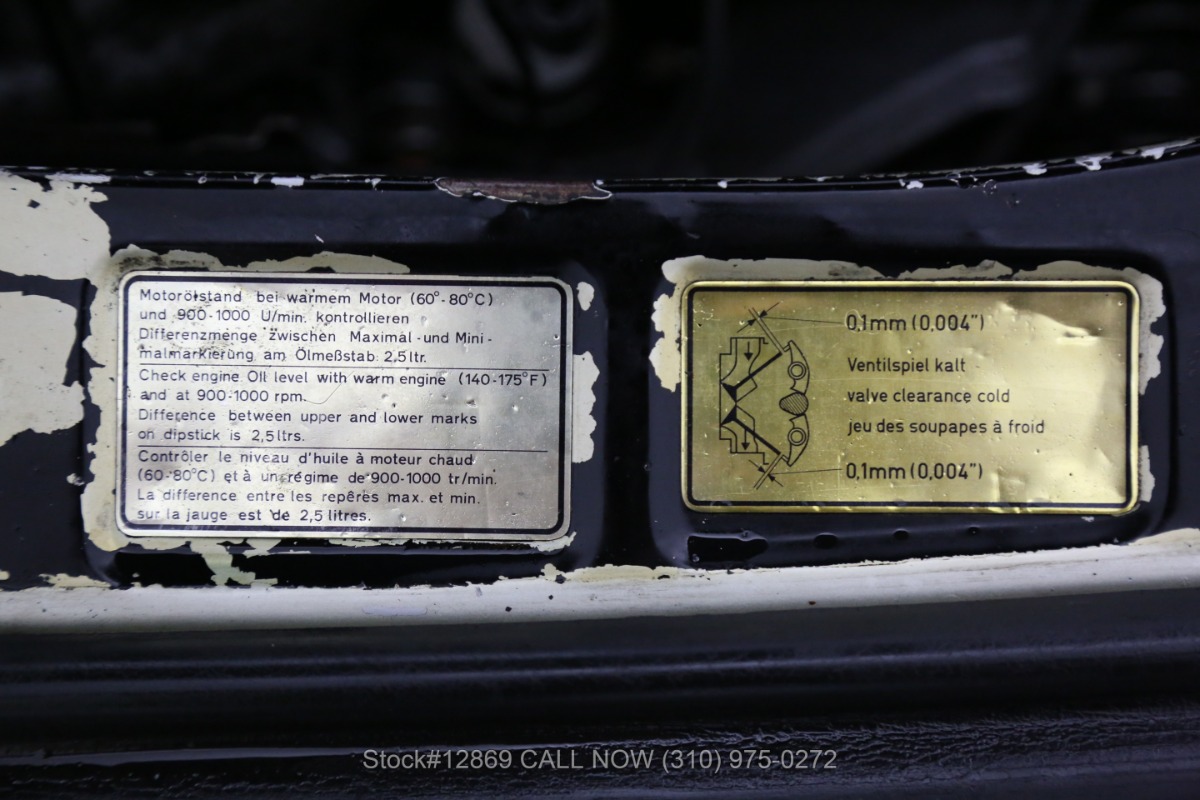 Motorölstand bei warmem Motor (60°-80°C)
und 900-1000 U/min. kontrollieren
Differenzmenge zwischen Maximal-und Mini-
malmarkierung am Ölmeßstab 2,5 ltr.
Check engine Oil level with warm engine (140-175°F)
and at 900-1000 rpm.
Difference between upper and lower marks
on dipstick is 2,5 ltrs.
Contrôler le niveau d'huile à moteur chaud
(60-80°C) et à un régime de 900-1000 tr/min.
La difference entre les repêres max. et min.
sur la jauge est de 2,5 litres.
0,1mm (0.004")
Ventilspiel kalt
valve clearance cold
jeu des soupapes à froid
0,1mm (0,004")
Stock#12869 CALL NOW (310) 975-0272